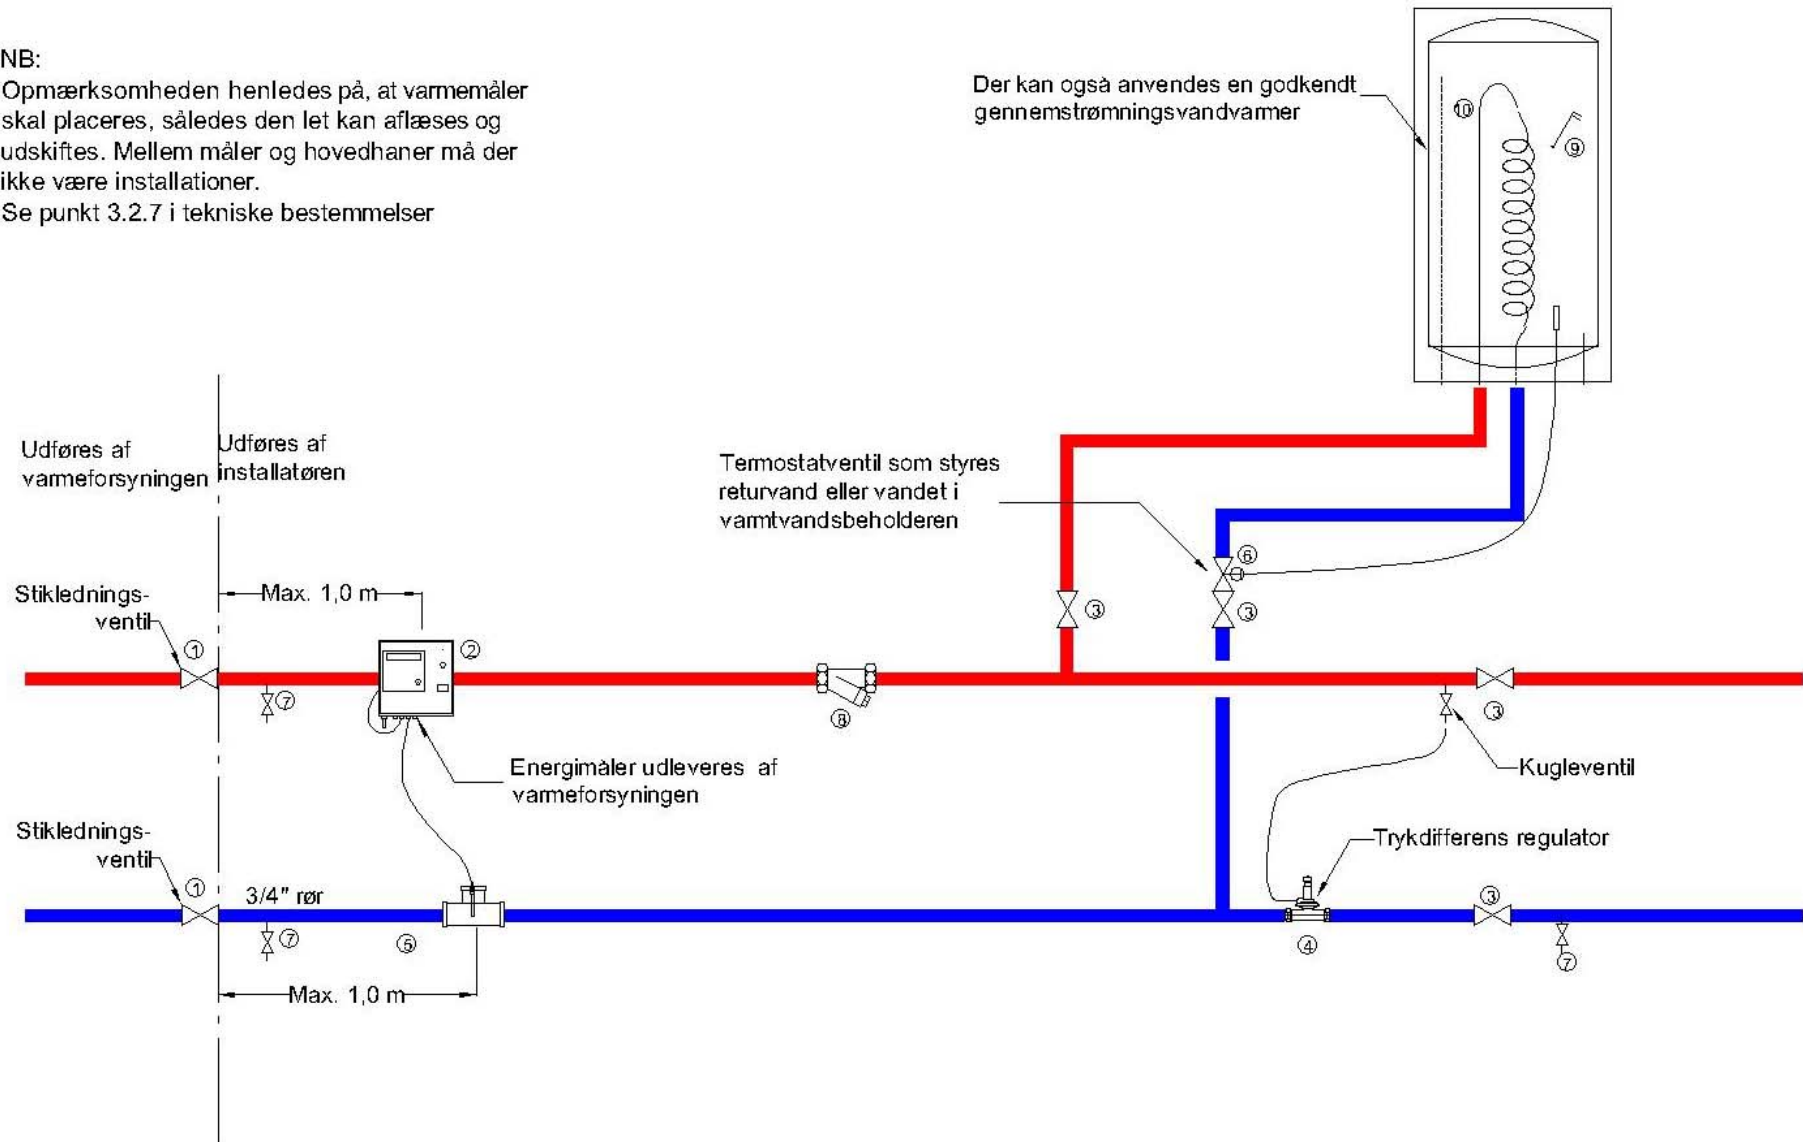 NB:
Opmærksomheden henledes på, at varmemåler
skal placeres, således den let kan aflæses og
udskiftes. Mellem måler og hovedhaner må der
ikke være installationer.
Se punkt 3.2.7 i tekniske bestemmelser
Der kan også anvendes en godkendt
gennemstrømningsvandvarmer
10
9
Udføres af
varmeforsyningen
Udføres af
installatøren
Termostatventil som styres
returvand eller vandet i
varmtvandsbeholderen
6
3
3
Stiklednings-
ventil
Max. 1,0 m
1
2
7
8
3
Energimåler udleveres af
varmeforsyningen
Kugleventil
Stiklednings-
ventil
Trykdifferens regulator
1
3/4" rør
3
7
5
4
7
Max. 1,0 m